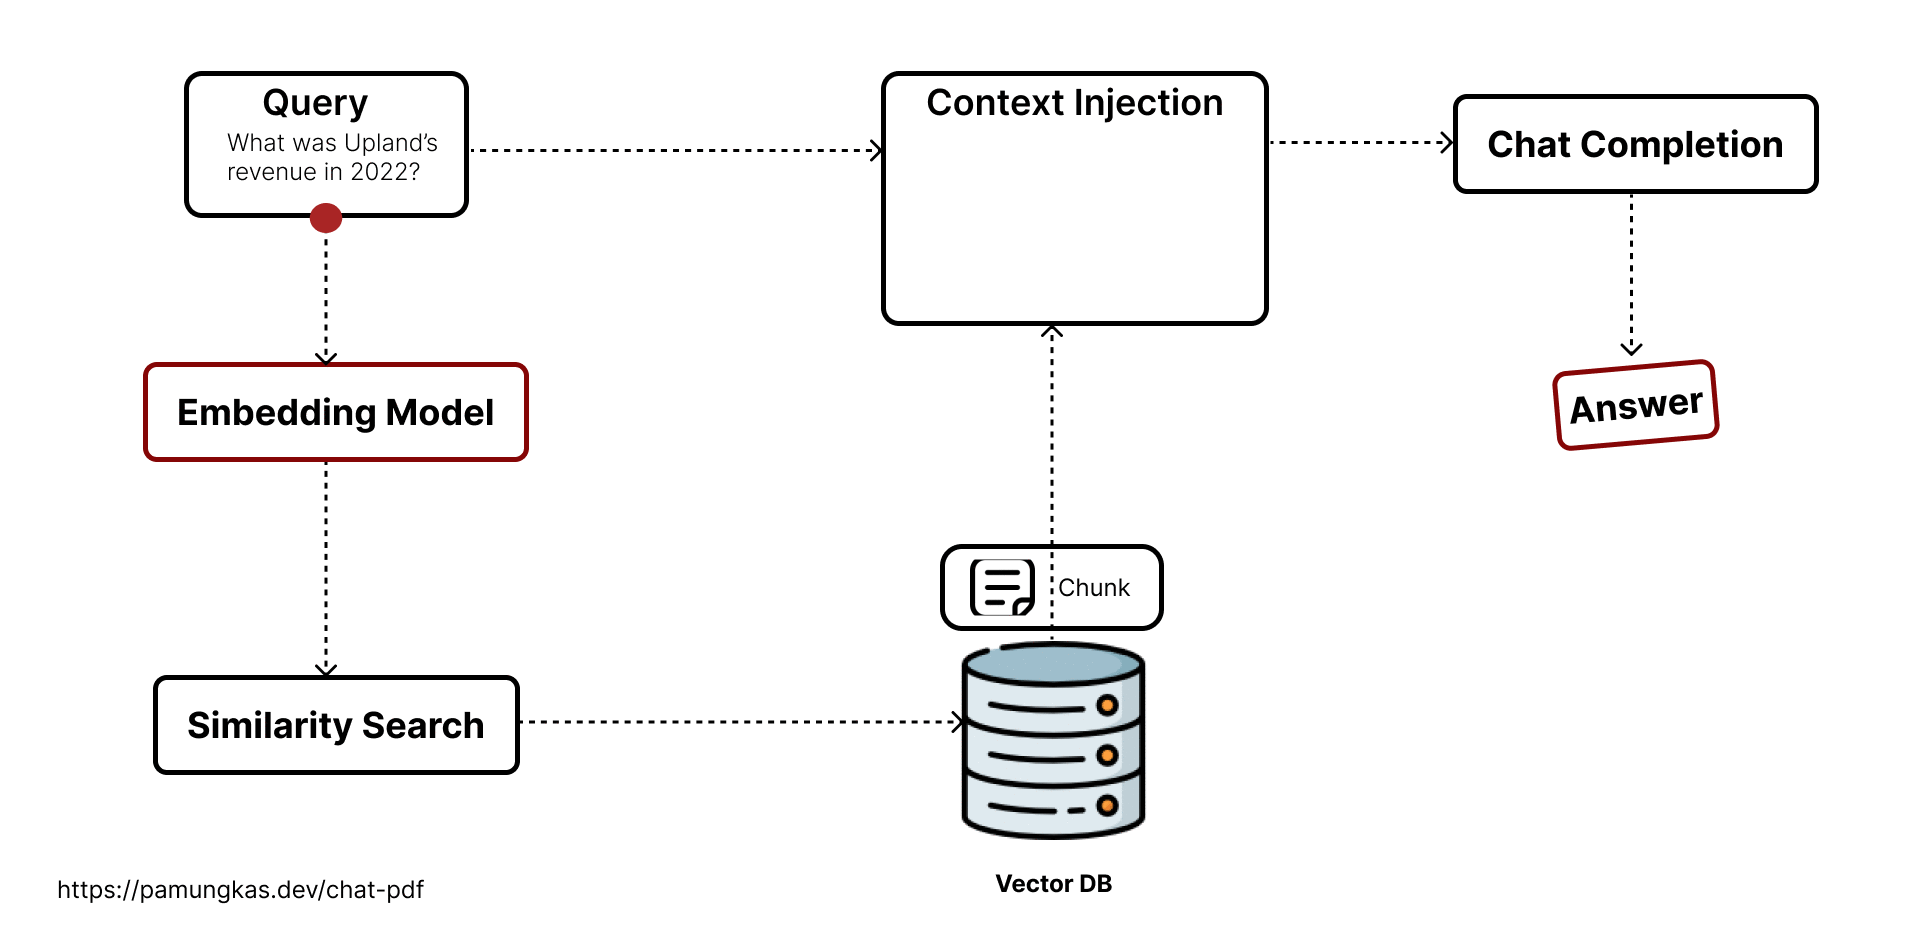 Query
What was Upland’s
revenue in 2022?
Context Injection
Chat Completion
Embedding Model
Answer
Chunk
Similarity Search
Vector DB
https://pamungkas.dev/chat-pdf